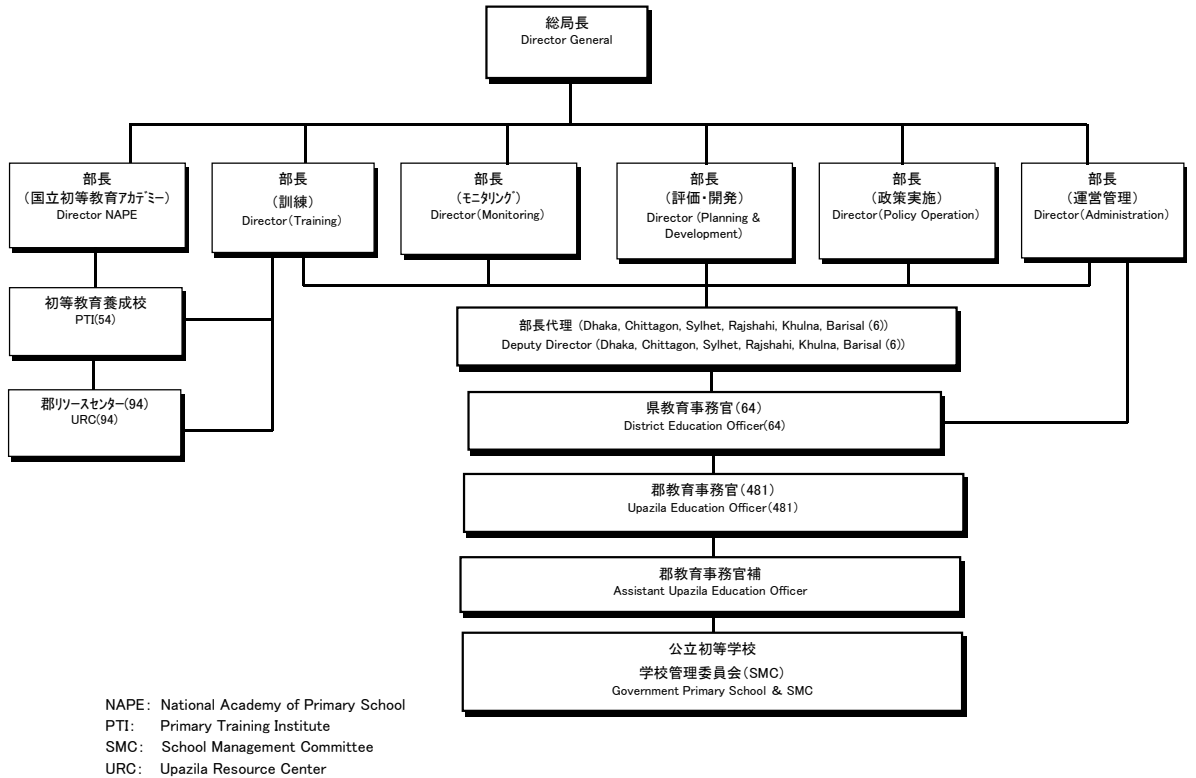 総局長
Director General
部長
(国立初等教育ｱｶﾃﾞﾐｰ)
Director NAPE
部長
(訓練)
Director(Training)
部長
(ﾓﾆﾀﾘﾝｸﾞ)
Director(Monitoring)
部長
(評価・開発)
Director (Planning &
Development)
部長
(政策実施)
Director(Policy Operation)
部長
(運営管理)
Director(Administration)
初等教育養成校
PTI(54)
郡ﾘｿｰｽｾﾝﾀｰ(94)
URC(94)
部長代理 (Dhaka, Chittagon, Sylhet, Rajshahi, Khulna, Barisal (6))
Deputy Director (Dhaka, Chittagon, Sylhet, Rajshahi, Khulna, Barisal (6))
県教育事務官(64)
District Education Officer(64)
郡教育事務官(481)
Upazila Education Officer(481)
郡教育事務官補
Assistant Upazila Education Officer
公立初等学校
学校管理委員会(SMC)
Government Primary School & SMC
NAPE: National Academy of Primary School
PTI: Primary Training Institute
SMC: School Management Committee
URC: Upazila Resource Center